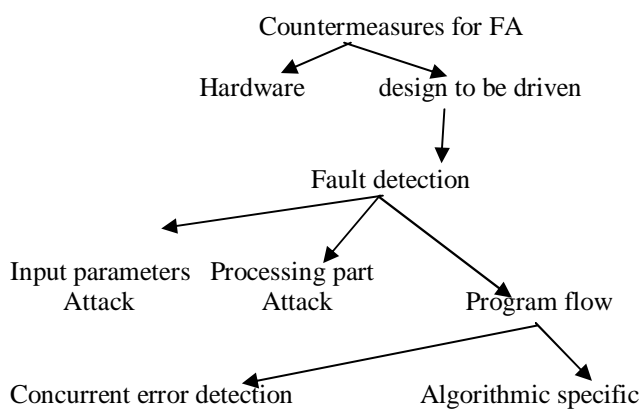 Countermeasures for FA
Hardware design to be driven
Fault detection
Input parameters Processing part
Attack Attack Program flow
Concurrent error detection Algorithmic specific